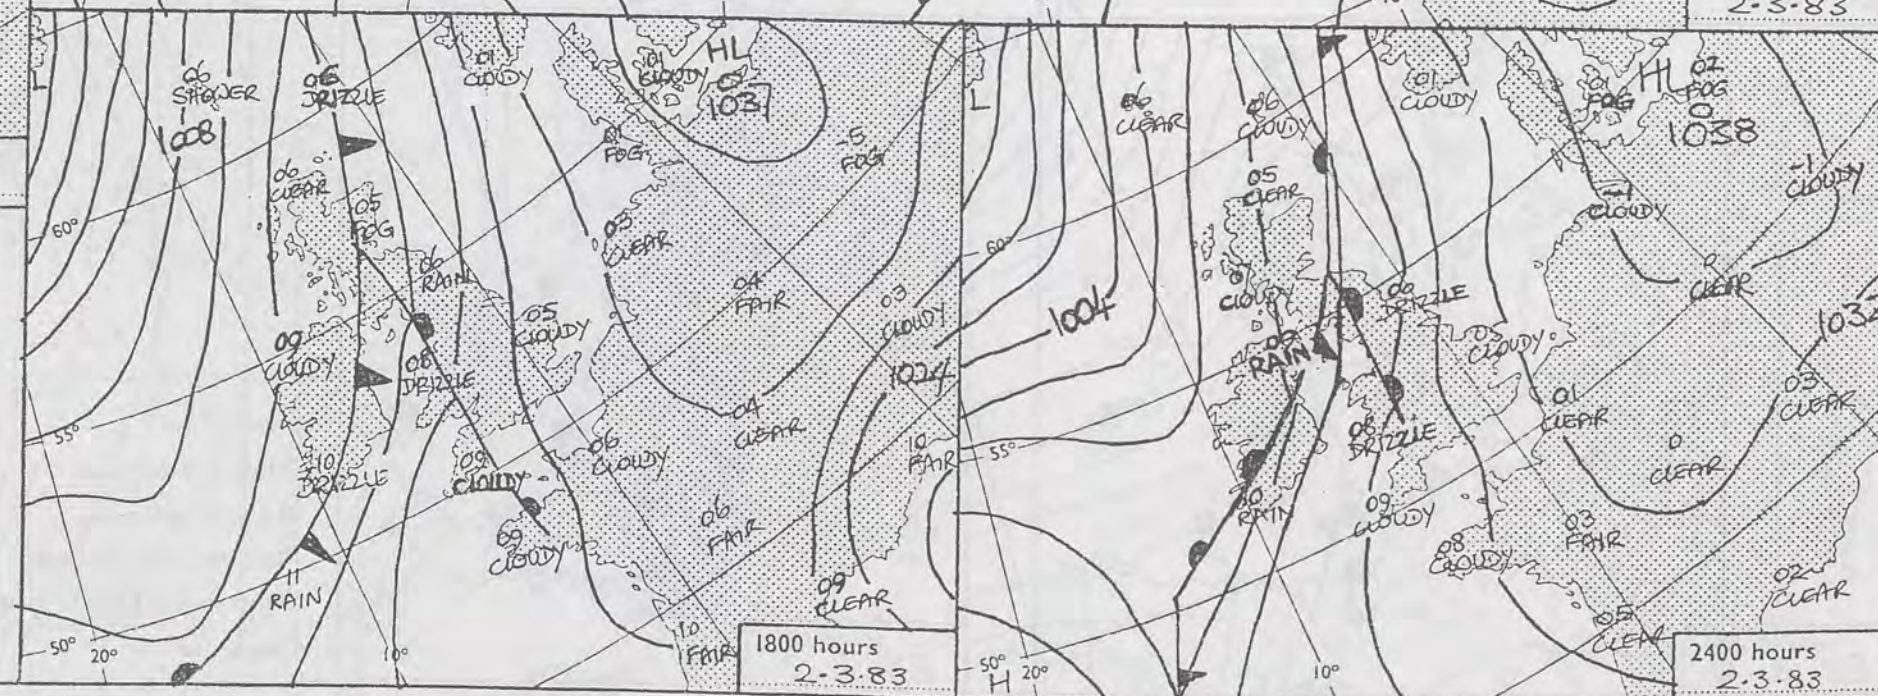 2.3.83
L
06
SHOWER
1008
06
DRIZZLE
01
CLOUDY
01
CLOUDY
HL
1037
01
FOG
-5
FOG
06
CLEAR
05
FOG
60°
06
RAIN
03
CLEAR
04
FAIR
03
CLOUDY
05
CLOUDY
09
CLOUDY
08
DRIZZLE
1024
04
CLEAR
55°
10
DRIZZLE
09
CLOUDY
06
CLOUDY
10
FAIR
06
FAIR
09
CLOUDY
11
RAIN
09
CLEAR
50°
20°
10°
10
FAIR
1800 hours
2.3.83
L
06
CLEAR
06
CLOUDY
01
CLOUDY
01
FOG
HL
02
FOG
0
1038
05
CLEAR
-1
CLOUDY
-1
CLOUDY
60°
07
CLOUDY
06
DRIZZLE
0
CLEAR
1004
1032
RAIN
CLOUDY
01
CLEAR
03
CLEAR
55°
08
DRIZZLE
0
CLEAR
10
RAIN
09
CLOUDY
03
FAIR
08
CLOUDY
02
CLEAR
05
CLEAR
50°
H
20°
10°
2400 hours
2.3.83